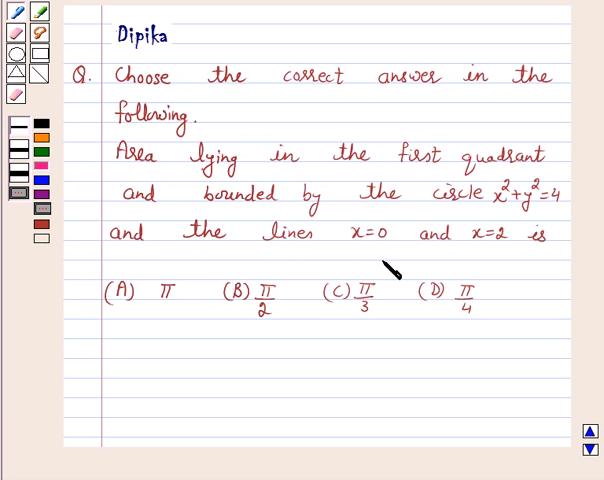 Dipika
Q. Choose the correct answer in the
following.
Area lying in the first quadrant
and bounded by the circle x²+y²=4
and the lines x=0 and x=2 is
(A) π (B) π/2 (C) π/3 (D) π/4